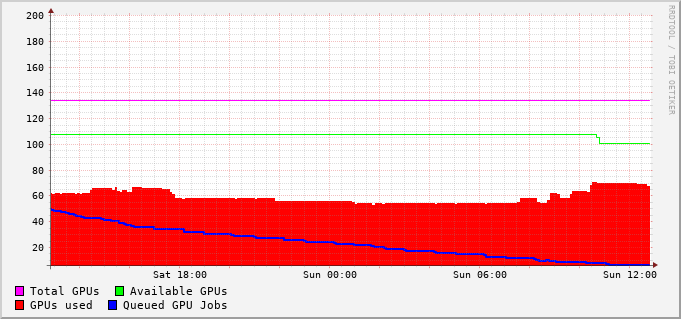 200
180
160
140
120
100
80
60
40
20
Sat 18:00 Sun 00:00 Sun 06:00 Sun 12:00
Total GPUs Available GPUs
GPUs used Queued GPU Jobs
RRDTOOL / TOBI OETIKER